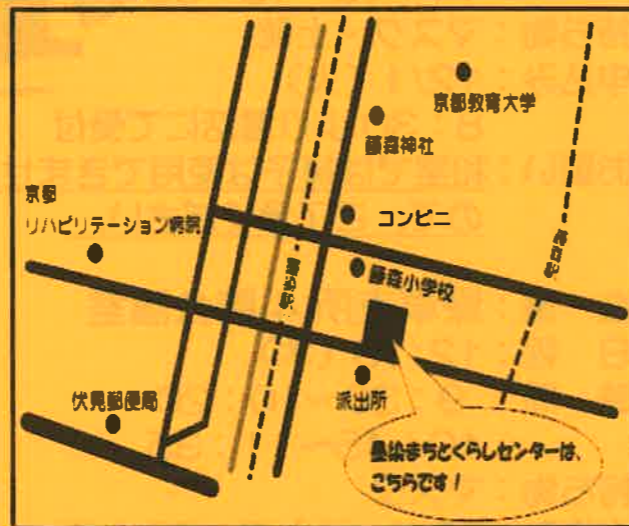 京都教育大学
藤森神社
京都
リハビリテーション病院
コンビニ
藤森小学校
伏見郵便局
派出所
墨染まちとくらしセンターは、
こちらです！